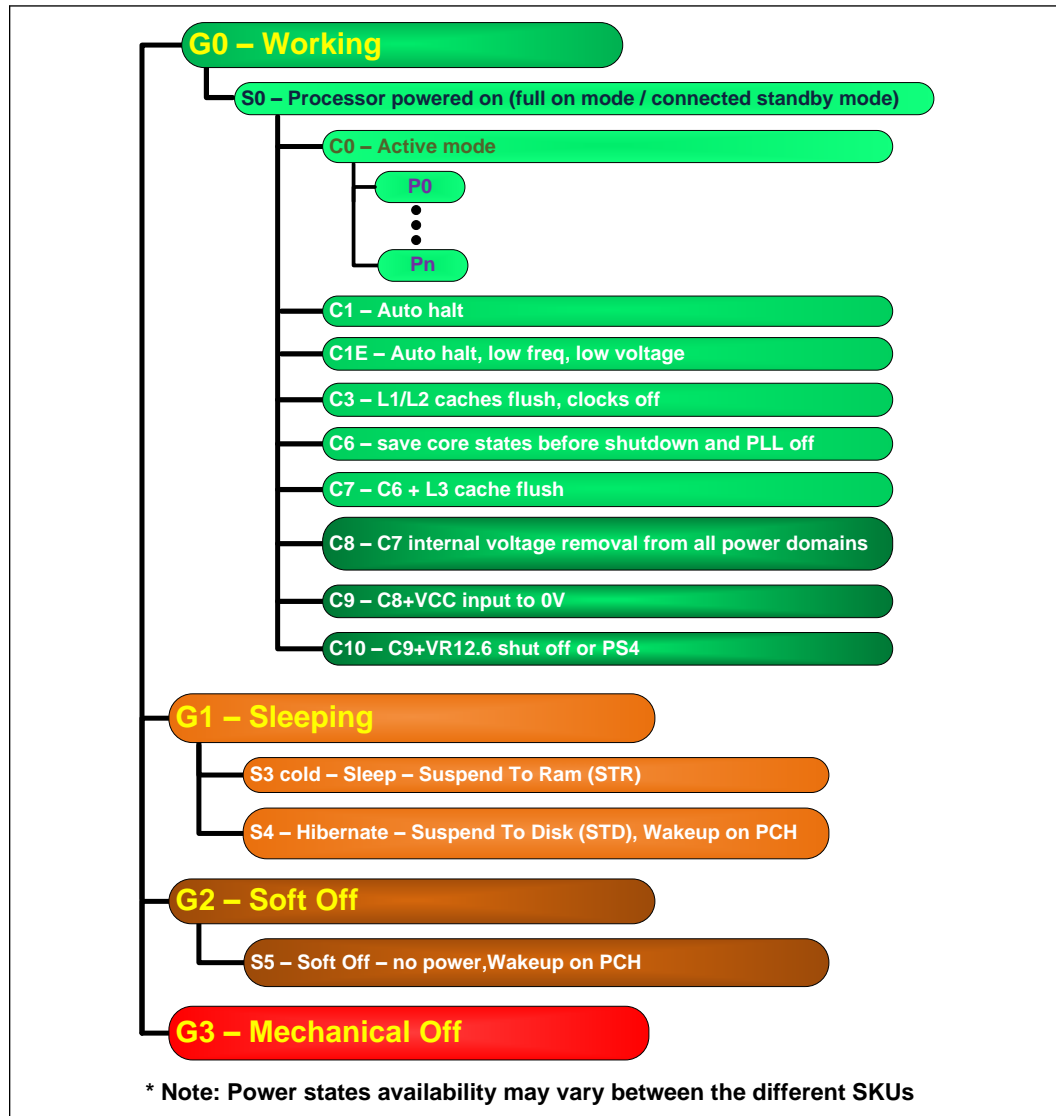 G0 – Working
S0 – Processor powered on (full on mode / connected standby mode)
C0 – Active mode
P0
Pn
C1 – Auto halt
C1E – Auto halt, low freq, low voltage
C3 – L1/L2 caches flush, clocks off
C6 – save core states before shutdown and PLL off
C7 – C6 + L3 cache flush
C8 – C7 internal voltage removal from all power domains
C9 – C8+VCC input to 0V
C10 – C9+VR12.6 shut off or PS4
G1 – Sleeping
S3 cold – Sleep – Suspend To Ram (STR)
S4 – Hibernate – Suspend To Disk (STD), Wakeup on PCH
G2 – Soft Off
S5 – Soft Off – no power,Wakeup on PCH
G3 – Mechanical Off
* Note: Power states availability may vary between the different SKUs